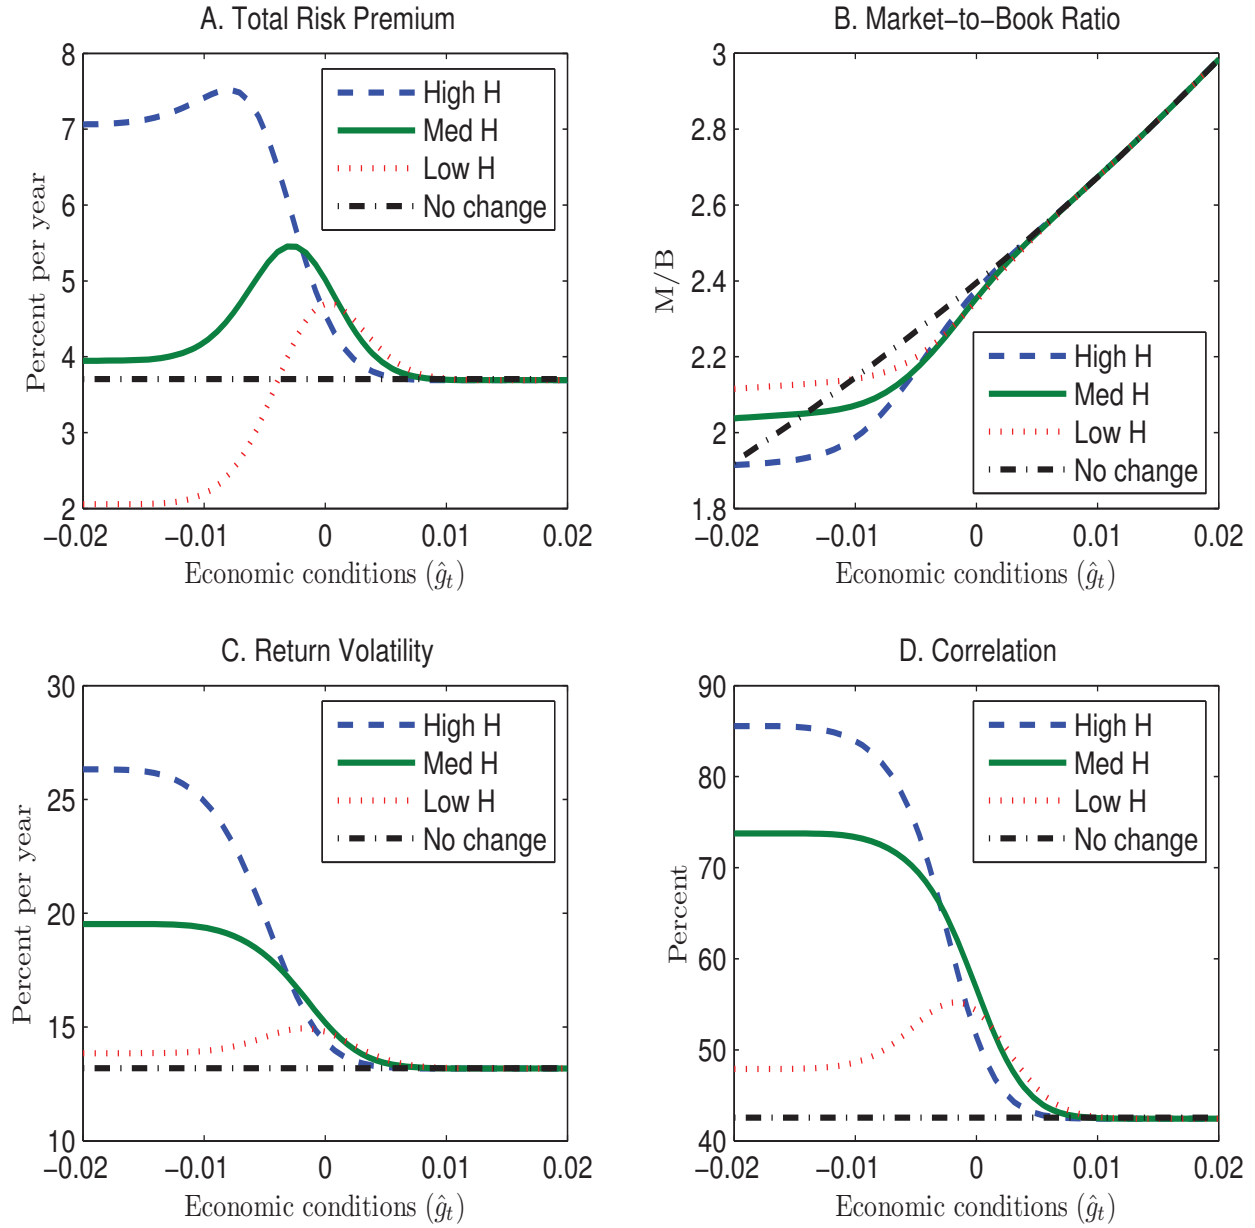 A. Total Risk Premium
8
7
6
5
4
3
2
Percent per year
High H
Med H
Low H
No change
−0.02 −0.01 0 0.01 0.02
Economic conditions (ĝt)
B. Market−to−Book Ratio
3
2.8
2.6
2.4
2.2
2
1.8
M/B
High H
Med H
Low H
No change
−0.02 −0.01 0 0.01 0.02
Economic conditions (ĝt)
C. Return Volatility
30
25
20
15
10
Percent per year
High H
Med H
Low H
No change
−0.02 −0.01 0 0.01 0.02
Economic conditions (ĝt)
D. Correlation
90
80
70
60
50
40
Percent
High H
Med H
Low H
No change
−0.02 −0.01 0 0.01 0.02
Economic conditions (ĝt)